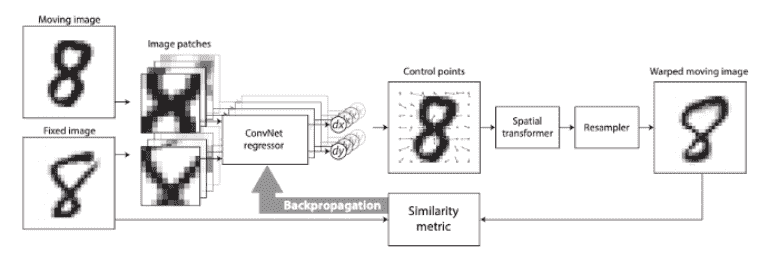 Moving image
Image patches
Fixed image
ConvNet
regressor
dx
dy
Control points
Spatial
transformer
Resampler
Warped moving image
Backpropagation
Similarity
metric